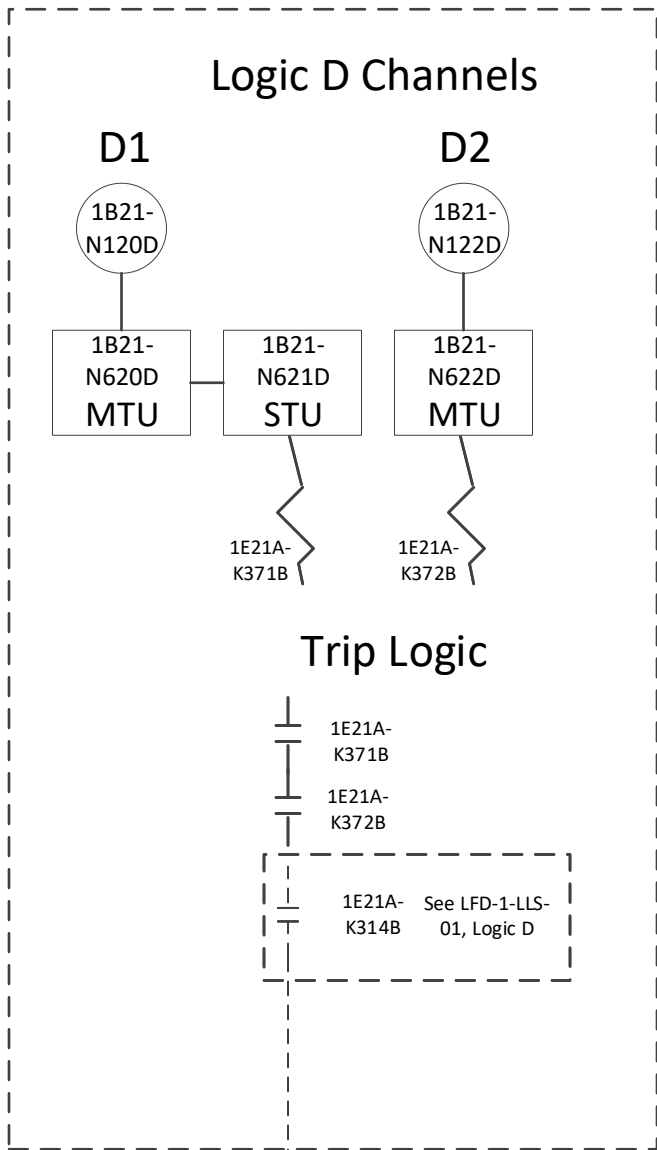 Logic D Channels
D1
D2
1B21-
N120D
1B21-
N122D
1B21-
N620D
MTU
1B21-
N621D
STU
1B21-
N622D
MTU
1E21A-
K371B
1E21A-
K372B
Trip Logic
1E21A-
K371B
1E21A-
K372B
1E21A-
K314B
See LFD-1-LLS-
01, Logic D